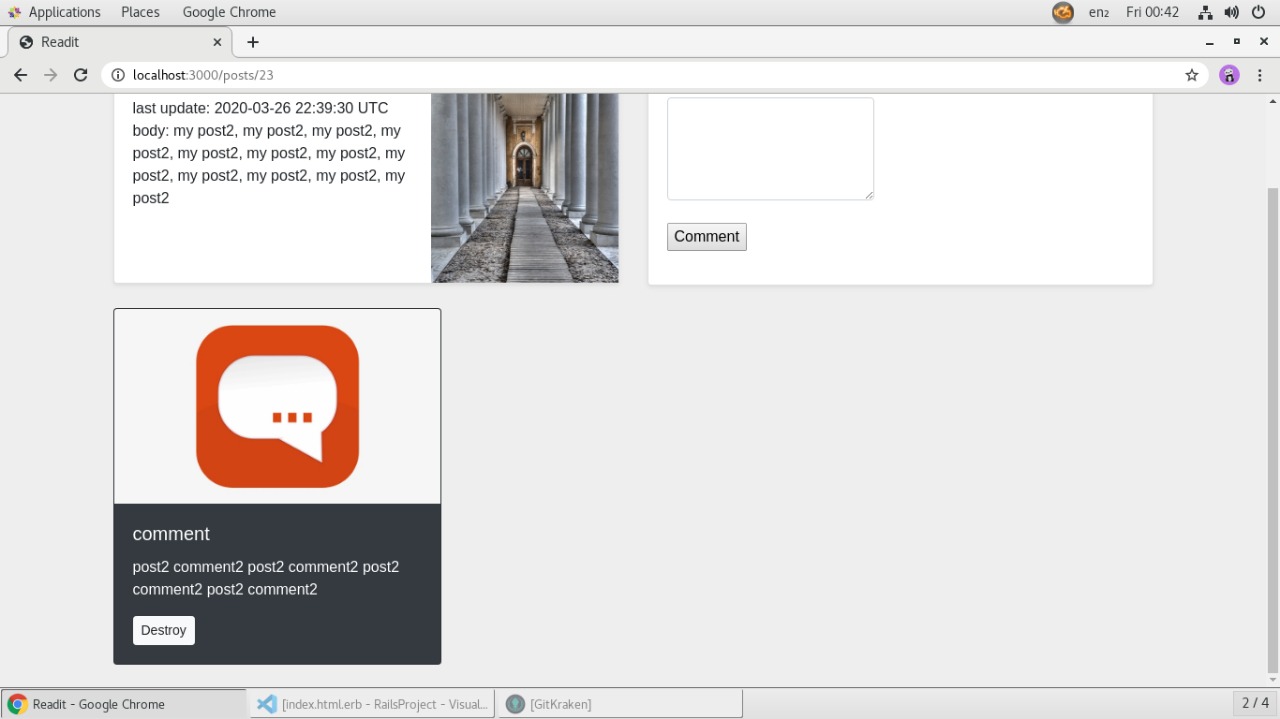 Applications Places Google Chrome en₂ Fri 00:42
Readit
localhost:3000/posts/23
last update: 2020-03-26 22:39:30 UTC
body: my post2, my post2, my post2, my
post2, my post2, my post2, my post2, my
post2, my post2, my post2, my post2, my
post2
Comment
comment
post2 comment2 post2 comment2 post2
comment2 post2 comment2
Destroy
Readit - Google Chrome [index.html.erb - RailsProject - Visual... [GitKraken] 2 / 4